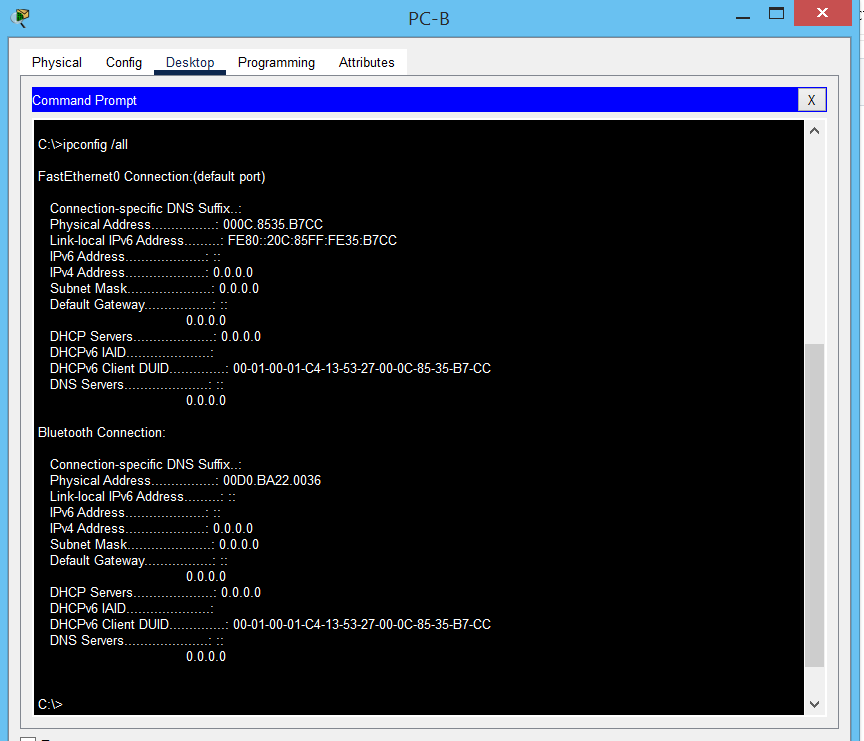 PC-B
Physical Config Desktop Programming Attributes
Command Prompt X
C:\>ipconfig /all
FastEthernet0 Connection:(default port)
Connection-specific DNS Suffix..:
Physical Address................: 000C.8535.B7CC
Link-local IPv6 Address.........: FE80::20C:85FF:FE35:B7CC
IPv6 Address....................: ::
IPv4 Address....................: 0.0.0.0
Subnet Mask.....................: 0.0.0.0
Default Gateway.................: ::
0.0.0.0
DHCP Servers....................: 0.0.0.0
DHCPv6 IAID.....................:
DHCPv6 Client DUID..............: 00-01-00-01-C4-13-53-27-00-0C-85-35-B7-CC
DNS Servers.....................: ::
0.0.0.0
Bluetooth Connection:
Connection-specific DNS Suffix..:
Physical Address................: 00D0.BA22.0036
Link-local IPv6 Address.........: ::
IPv6 Address....................: ::
IPv4 Address....................: 0.0.0.0
Subnet Mask.....................: 0.0.0.0
Default Gateway.................: ::
0.0.0.0
DHCP Servers....................: 0.0.0.0
DHCPv6 IAID.....................:
DHCPv6 Client DUID..............: 00-01-00-01-C4-13-53-27-00-0C-85-35-B7-CC
DNS Servers.....................: ::
0.0.0.0
C:\>